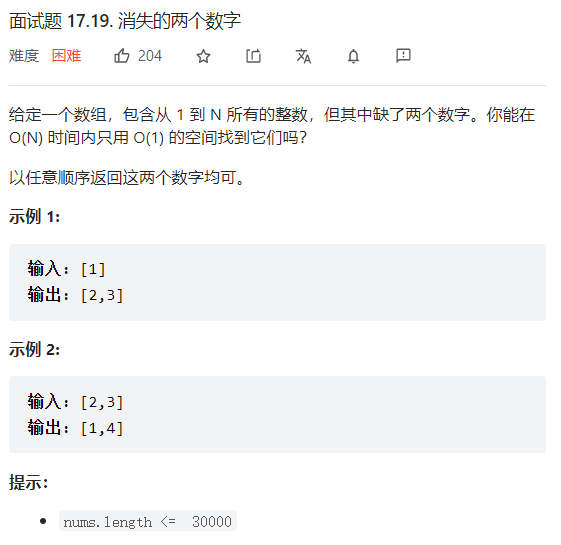 面试题 17.19. 消失的两个数字
难度 困难 204
给定一个数组，包含从 1 到 N 所有的整数，但其中缺了两个数字。你能在
O(N) 时间内只用 O(1) 的空间找到它们吗？
以任意顺序返回这两个数字均可。
示例 1:
输入：[1]
输出：[2,3]
示例 2:
输入：[2,3]
输出：[1,4]
提示：
nums.length <= 30000